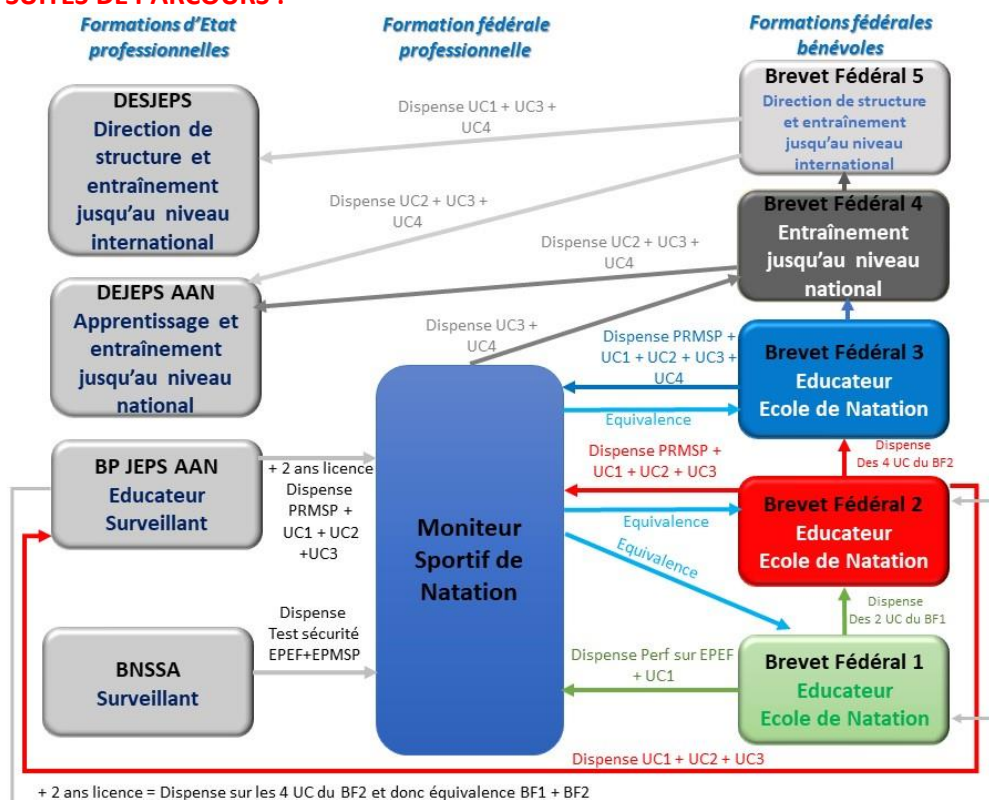 SUITES DE PARCOURS :
Formations d'Etat
professionnelles
Formation fédérale
professionnelle
Formations fédérales
bénévoles
DESJEPS
Direction de
structure et
entraînement
jusqu'au niveau
international
Dispense UC1 + UC3 +
UC4
Brevet Fédéral 5
Direction de structure
et entraînement
jusqu'au niveau
international
Dispense UC2 + UC3 +
UC4
Dispense UC2 + UC3 +
UC4
Brevet Fédéral 4
Entraînement
jusqu'au niveau
national
DEJEPS AAN
Apprentissage et
entraînement
jusqu'au niveau
national
Dispense UC3 +
UC4
Dispense PRMSP +
UC1 + UC2 + UC3 +
UC4
Equivalence
Brevet Fédéral 3
Educateur
Ecole de Natation
Dispense
Des 4 UC du BF2
BP JEPS AAN
Educateur
Surveillant
+ 2 ans licence
Dispense
PRMSP +
UC1 + UC2
+UC3
Moniteur
Sportif de
Natation
Dispense PRMSP +
UC1 + UC2 + UC3
Equivalence
Equivalence
Brevet Fédéral 2
Educateur
Ecole de Natation
Dispense
Des 2 UC du BF1
BNSSA
Surveillant
Dispense
Test sécurité
EPEF+EPMSP
Dispense Perf sur EPEF
+ UC1
Brevet Fédéral 1
Educateur
Ecole de Natation
Dispense UC1 + UC2 + UC3
+ 2 ans licence = Dispense sur les 4 UC du BF2 et donc équivalence BF1 + BF2